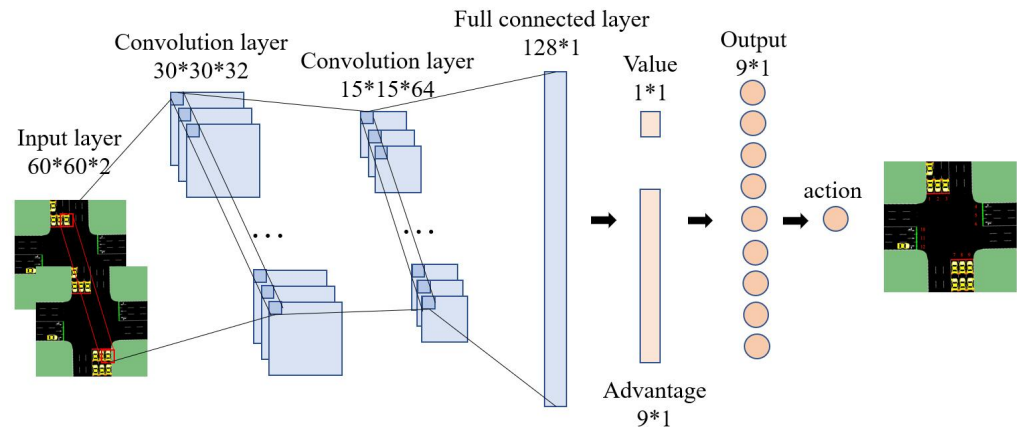 Input layer
60*60*2
Convolution layer
30*30*32
Convolution layer
15*15*64
Full connected layer
128*1
Value
1*1
Advantage
9*1
Output
9*1
action